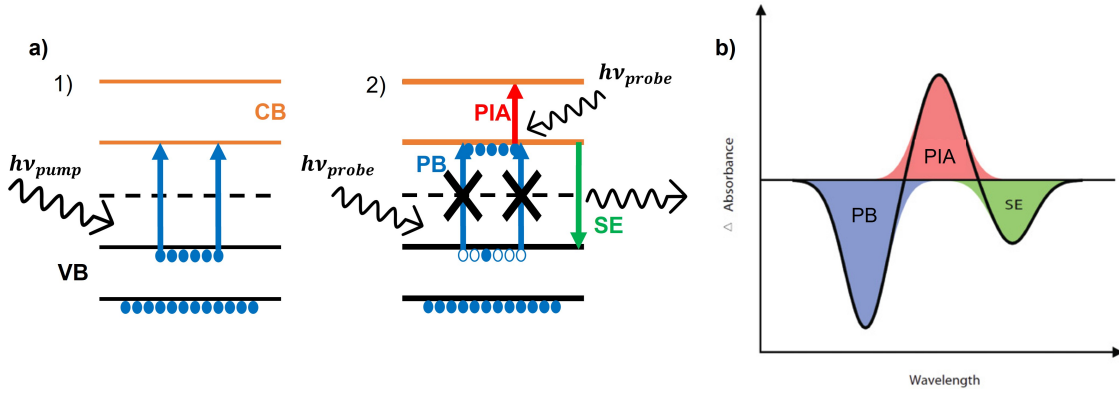 a)
1)
CB
hν_pump
VB
2)
hν_probe
PIA
PB
hν_probe
SE
b)
△ Absorbance
PIA
PB
SE
Wavelength